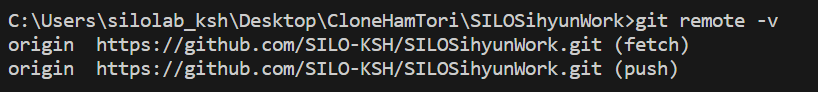 C:\Users\silolab_ksh\Desktop\CloneHamTori\SILOSihyunWork>git remote -v
origin  https://github.com/SILO-KSH/SILOSihyunWork.git (fetch)
origin  https://github.com/SILO-KSH/SILOSihyunWork.git (push)